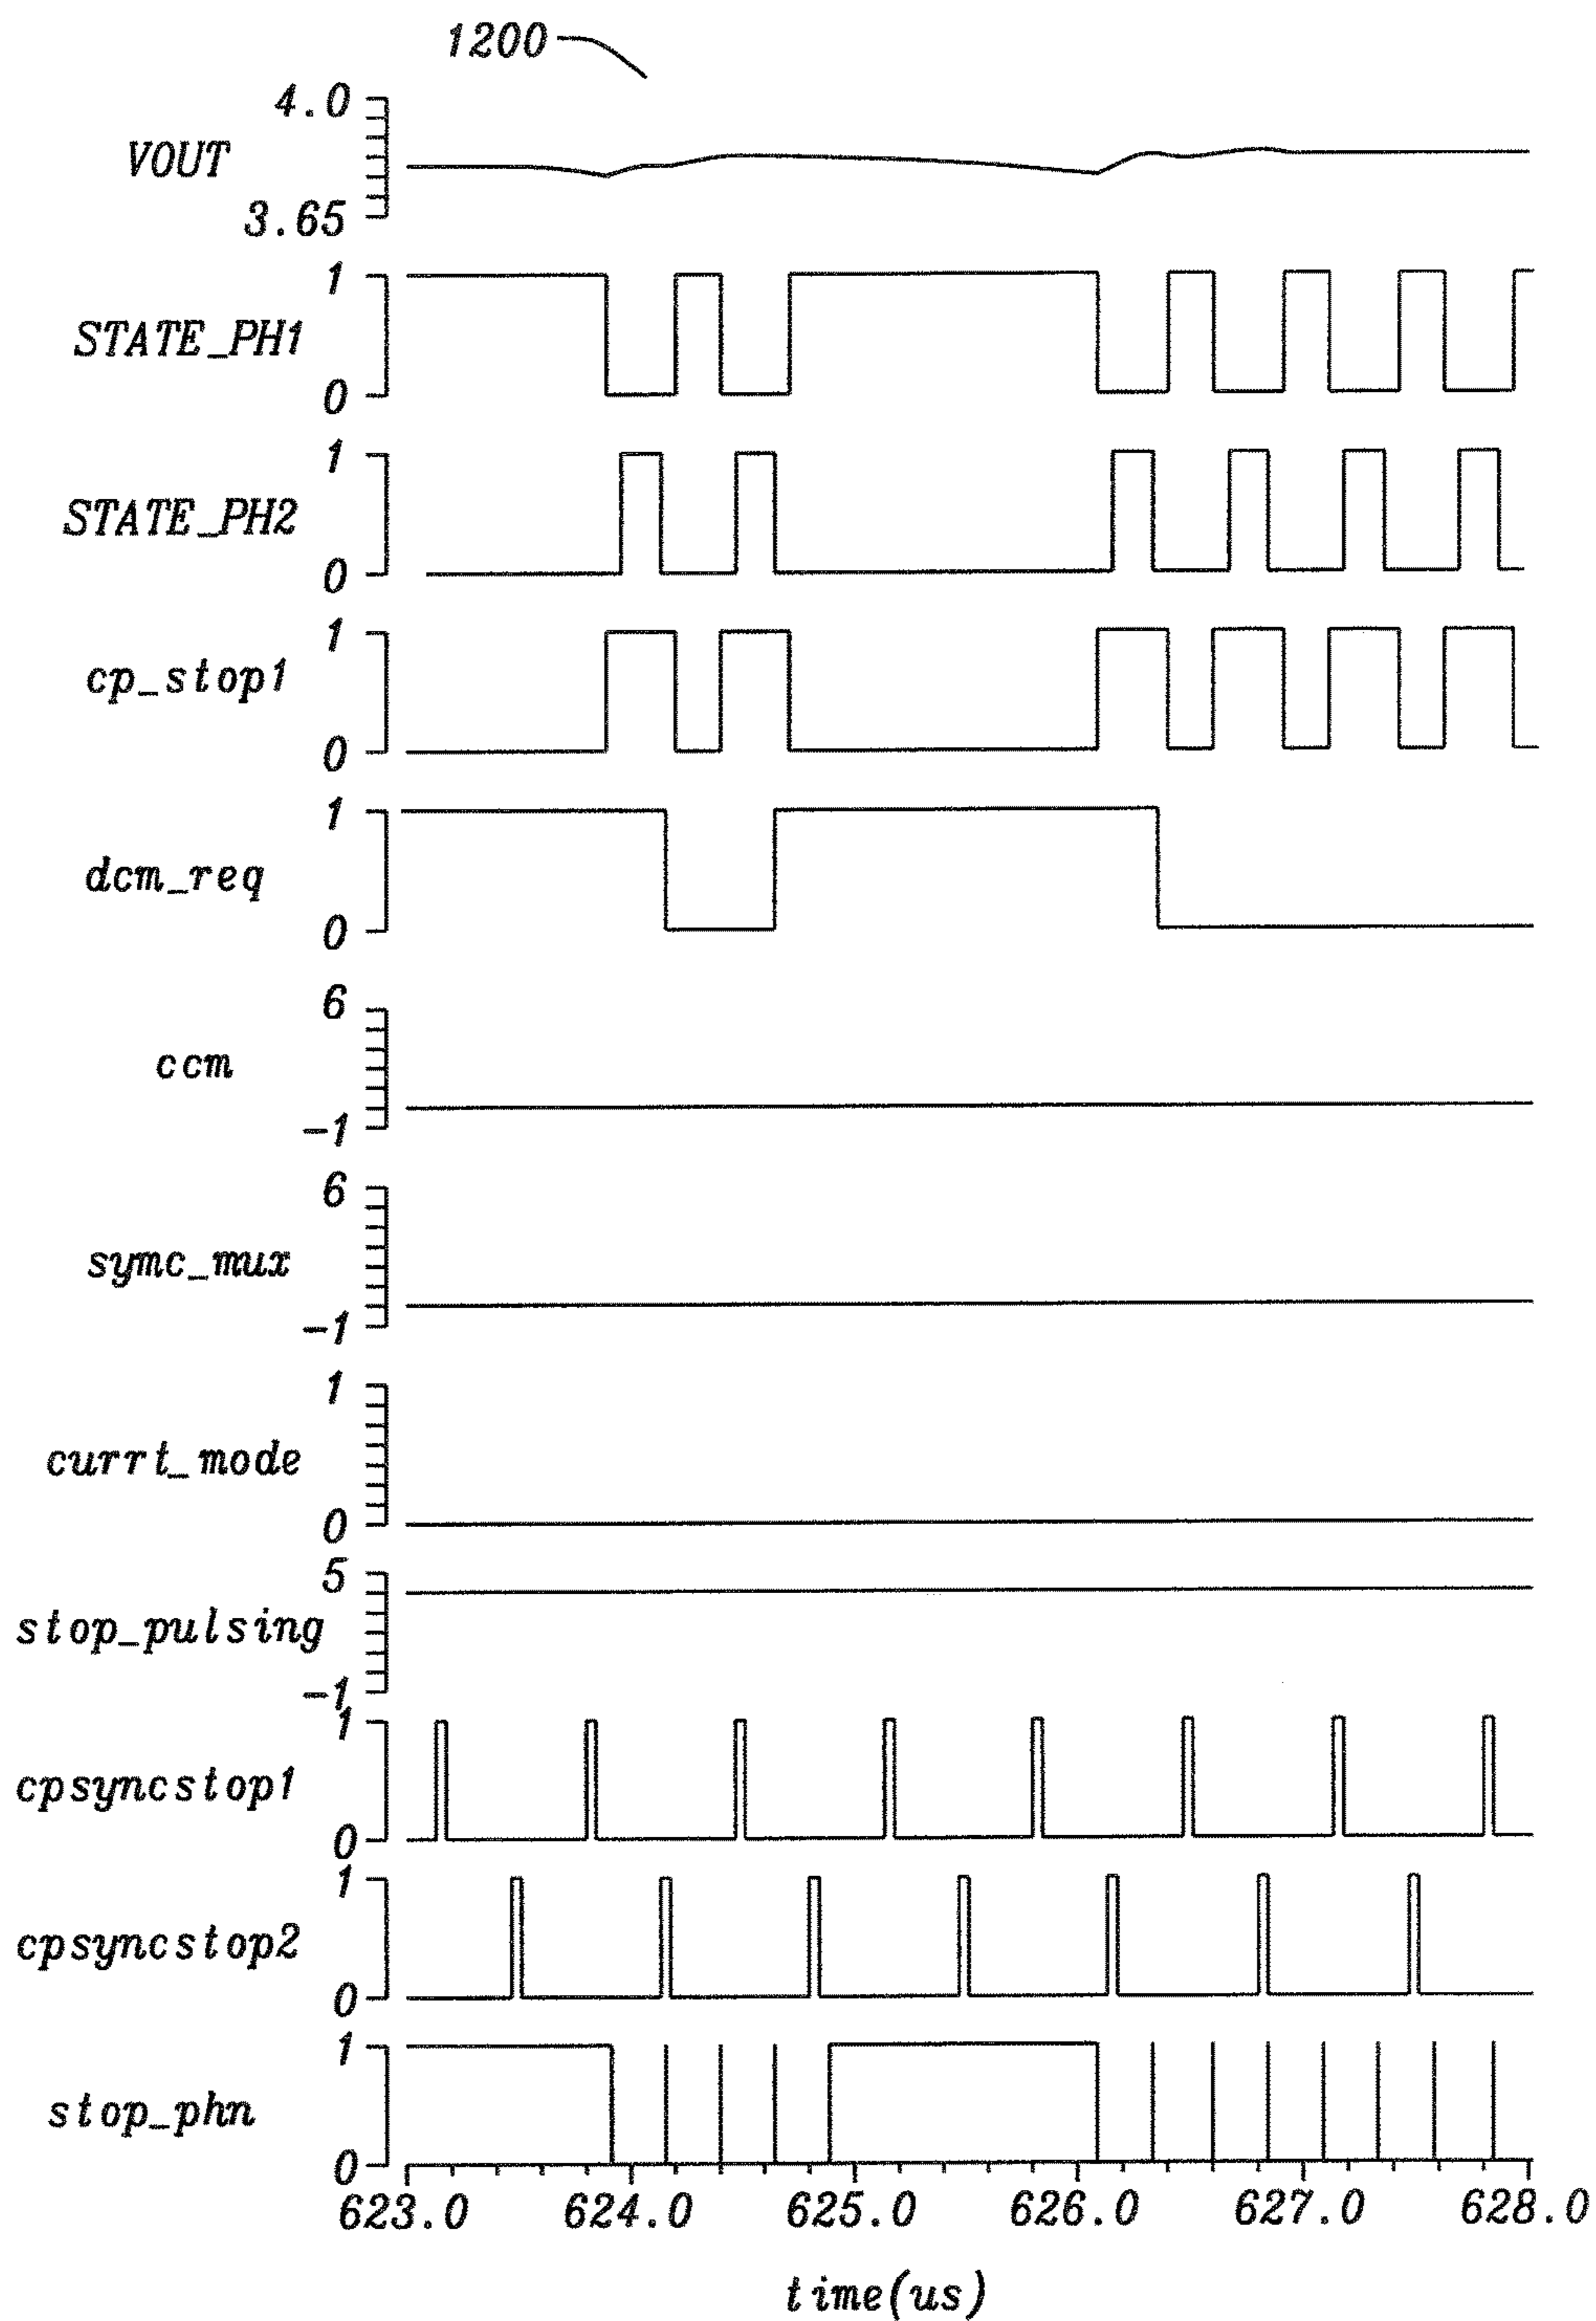 1200
4.0
VOUT
3.65
1
STATE_PH1
0
1
STATE_PH2
0
1
cp_stop1
0
1
dcm_req
0
6
ccm
-1
6
symc_mux
-1
1
currt_mode
0
5
stop_pulsing
-1
1
cpsyncstop1
0
1
cpsyncstop2
0
1
stop_phn
0
623.0 624.0 625.0 626.0 627.0 628.0
time(us)